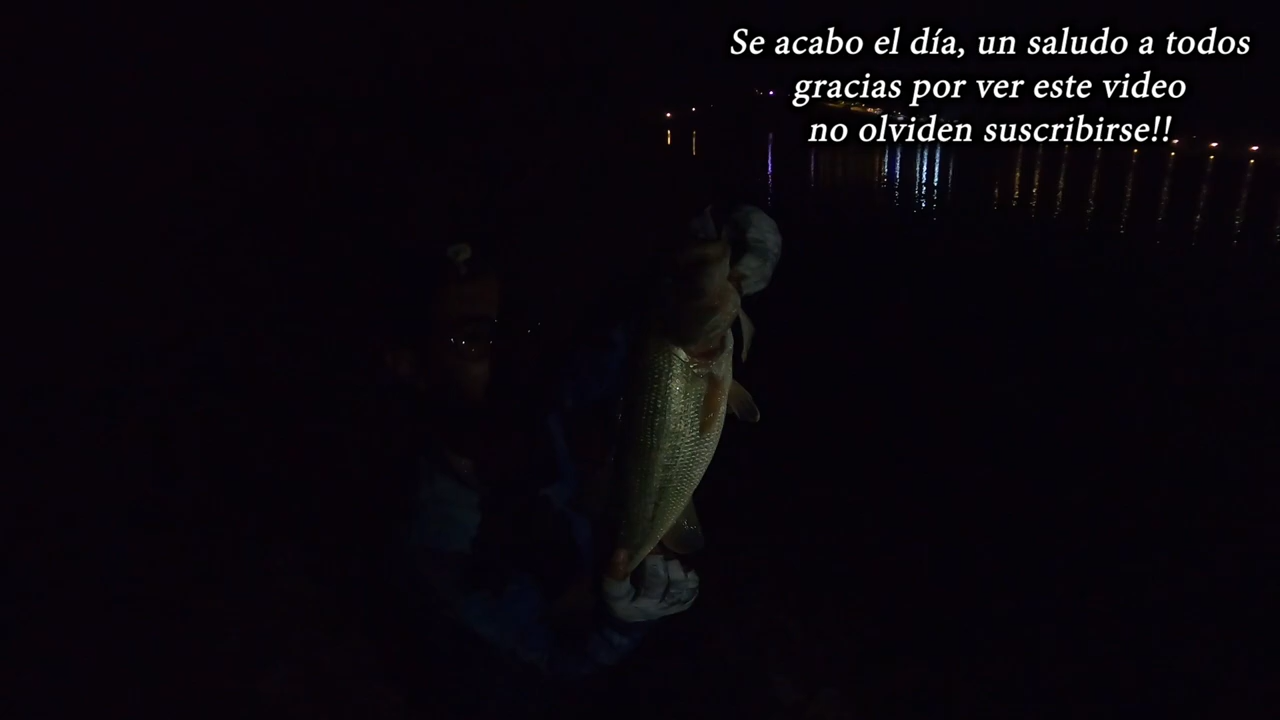 Se acabo el día, un saludo a todos
gracias por ver este video
no olviden suscribirse!!